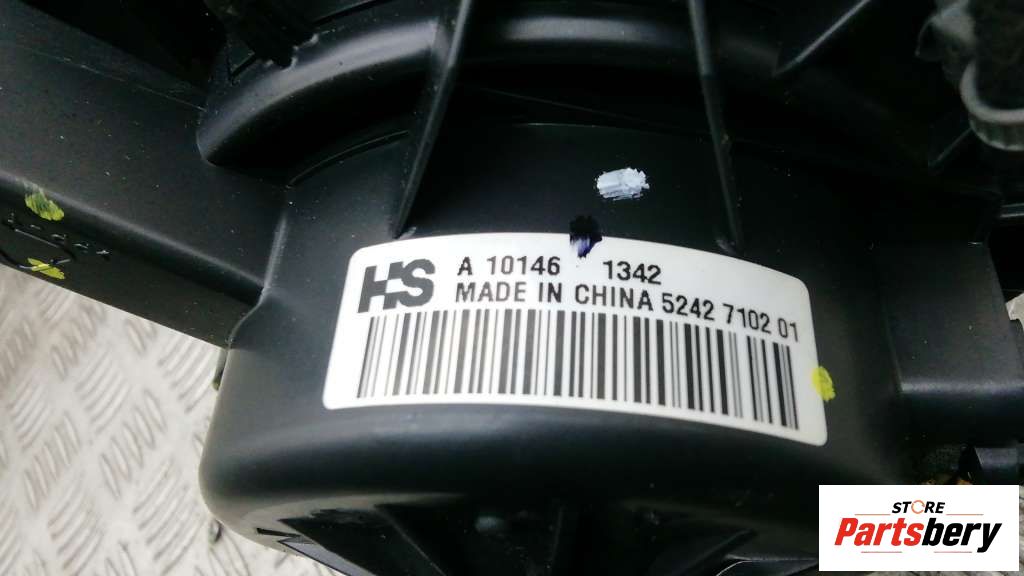 HS A 10146 1342
MADE IN CHINA 5242 7102 01
STORE
Partsbery